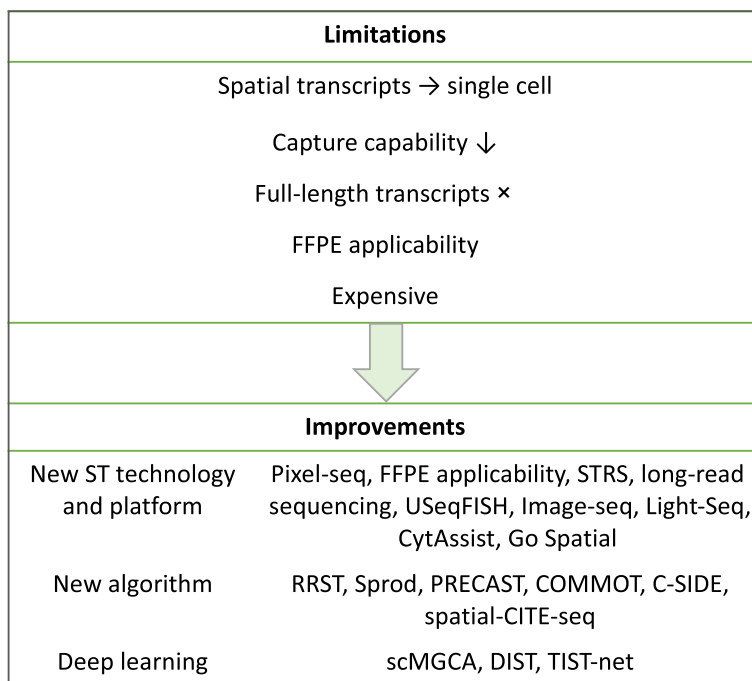 Limitations
Spatial transcripts → single cell
Capture capability ↓
Full-length transcripts ×
FFPE applicability
Expensive
Improvements
New ST technology
and platform
Pixel-seq, FFPE applicability, STRS, long-read
sequencing, USeqFISH, Image-seq, Light-Seq,
CytAssist, Go Spatial
New algorithm
RRST, Sprod, PRECAST, COMMOT, C-SIDE,
spatial-CITE-seq
Deep learning
scMGCA, DIST, TIST-net